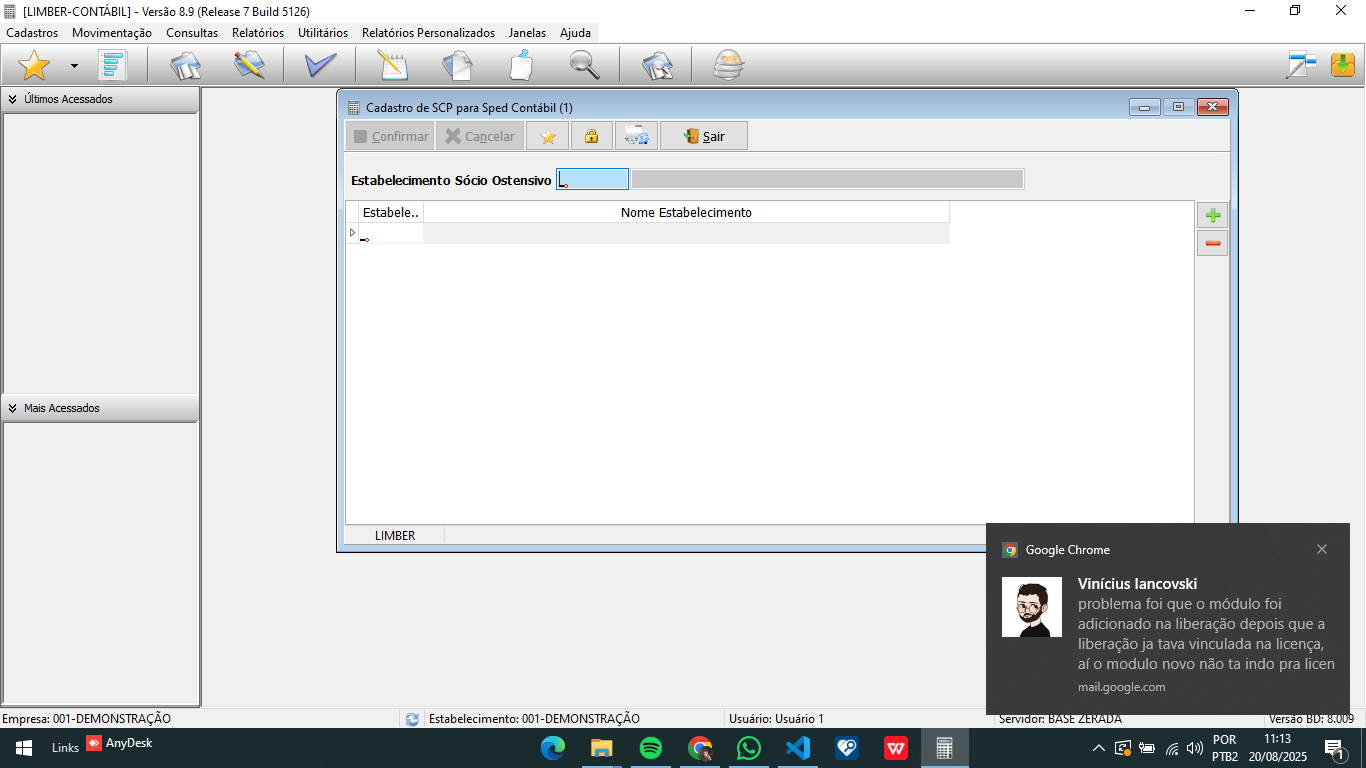 [LIMBER-CONTÁBIL] - Versão 8.9 (Release 7 Build 5126)
Cadastros Movimentação Consultas Relatórios Utilitários Relatórios Personalizados Janelas Ajuda
Últimos Acessados
Mais Acessados
Cadastro de SCP para Sped Contábil (1)
Confirmar Cancelar Sair
Estabelecimento Sócio Ostensivo
Estabele.. Nome Estabelecimento
LIMBER
Google Chrome
Vinícius Iancovski
problema foi que o módulo foi
adicionado na liberação depois que a
liberação ja tava vinculada na licença,
aí o modulo novo não ta indo pra licen
mail.google.com
Empresa: 001-DEMONSTRAÇÃO Estabelecimento: 001-DEMONSTRAÇÃO Usuário: Usuário 1 Servidor: BASE ZERADA Versão BD: 8.009
Links AnyDesk
POR
PTB2
11:13
20/08/2025
1